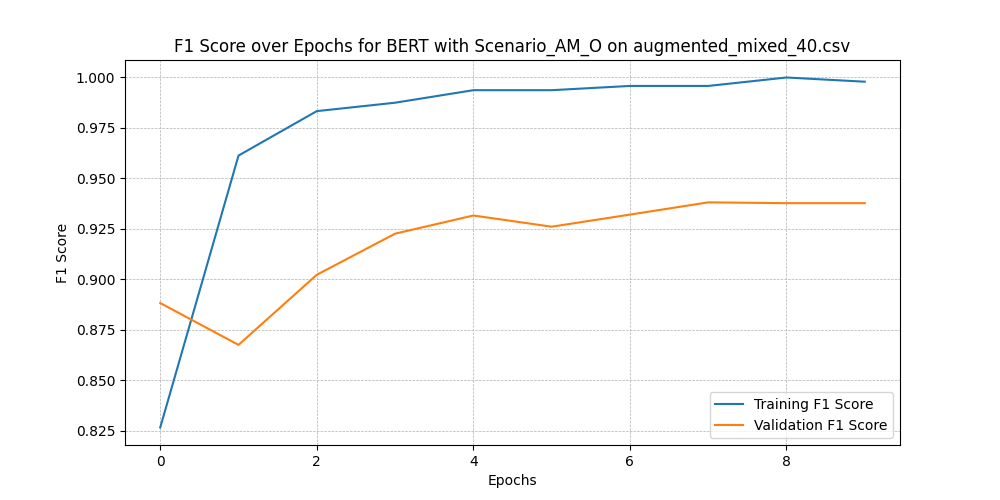 F1 Score over Epochs for BERT with Scenario_AM_O on augmented_mixed_40.csv
F1 Score
1.000
0.975
0.950
0.925
0.900
0.875
0.850
0.825
0 2 4 6 8
Epochs
Training F1 Score
Validation F1 Score